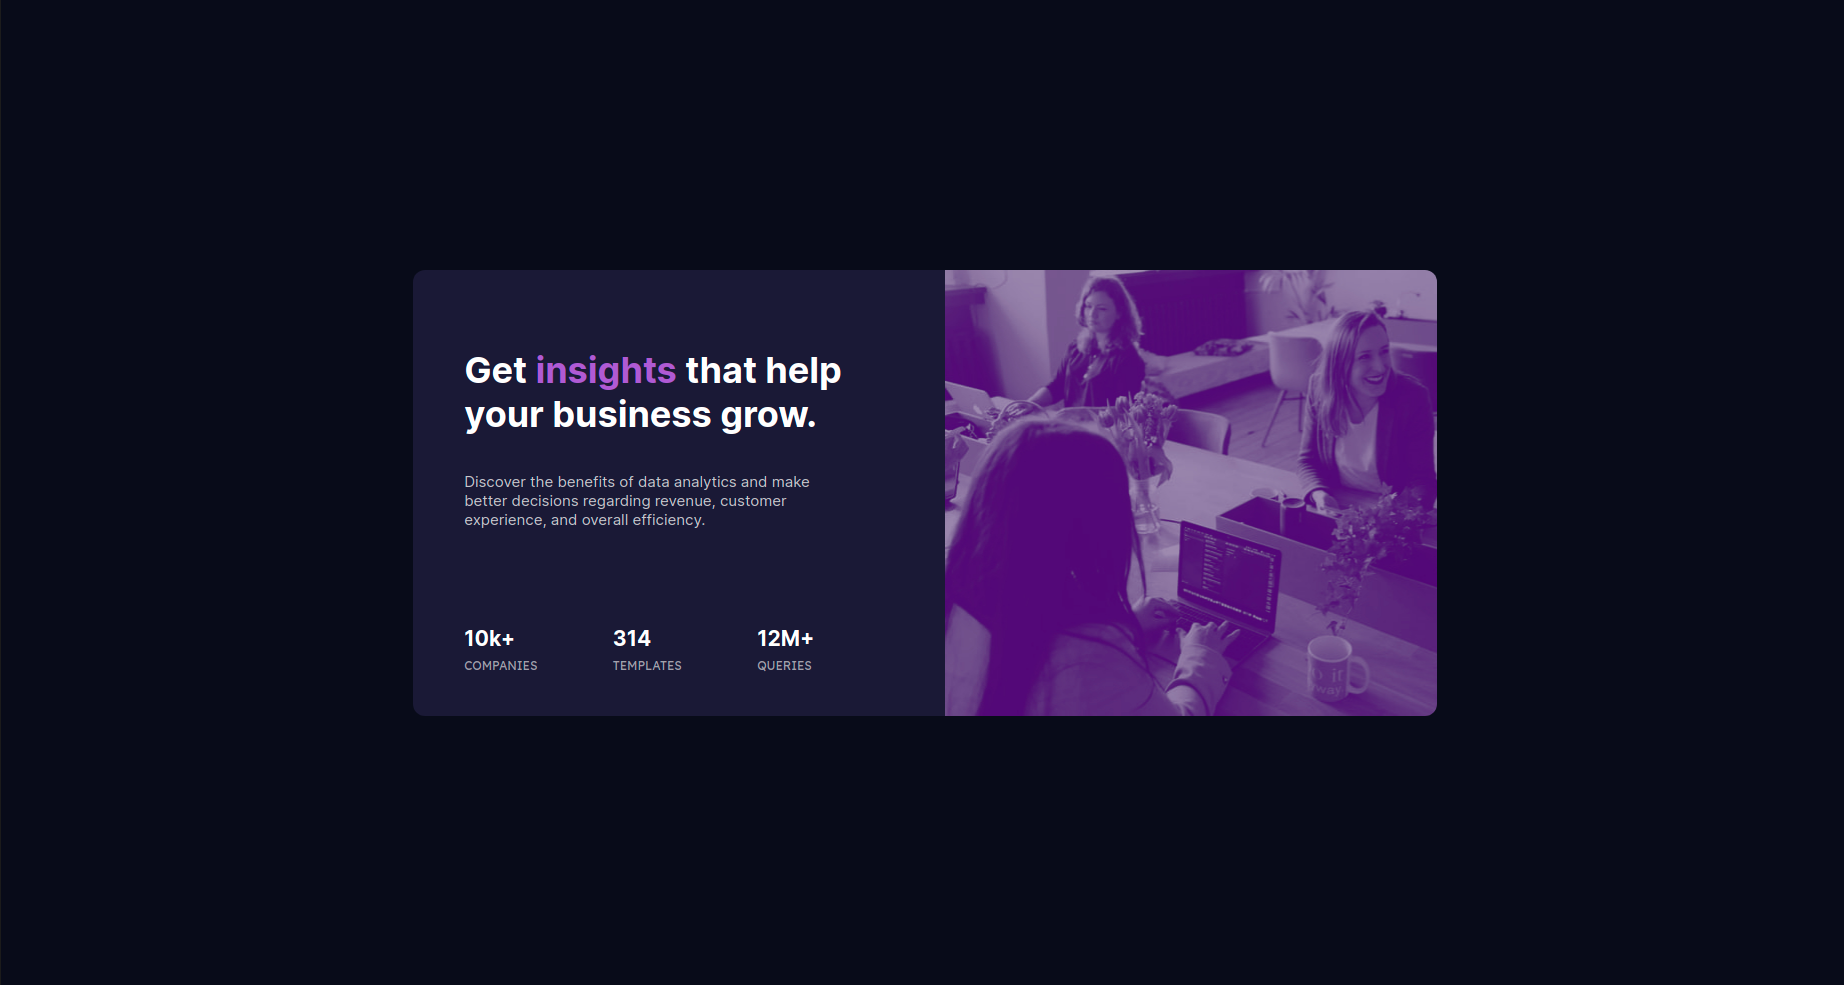 Get insights that help
your business grow.
Discover the benefits of data analytics and make
better decisions regarding revenue, customer
experience, and overall efficiency.
10k+
COMPANIES
314
TEMPLATES
12M+
QUERIES